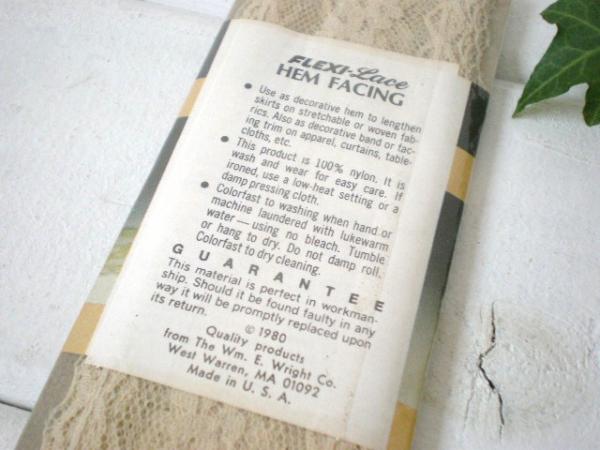 FLEXI-Lace
HEM FACING
• Use as decorative hem to lengthen
skirts on stretchable or woven fab-
rics. Also as decorative band or fac-
ing trim on apparel, curtains, table-
cloths, etc.
• This product is 100% nylon. It is
wash and wear for easy care. If
ironed, use a low-heat setting or a
damp pressing cloth.
• Colorfast to washing when hand or
machine laundered with lukewarm
water — using no bleach. Tumble
or hang to dry. Do not damp roll.
Colorfast to dry cleaning.
GUARANTEE
This material is perfect in workman-
ship. Should it be found faulty in any
way it will be promptly replaced upon
its return.
© 1980
Quality products
from The Wm. E. Wright Co.
West Warren, MA 01092
Made in U. S. A.